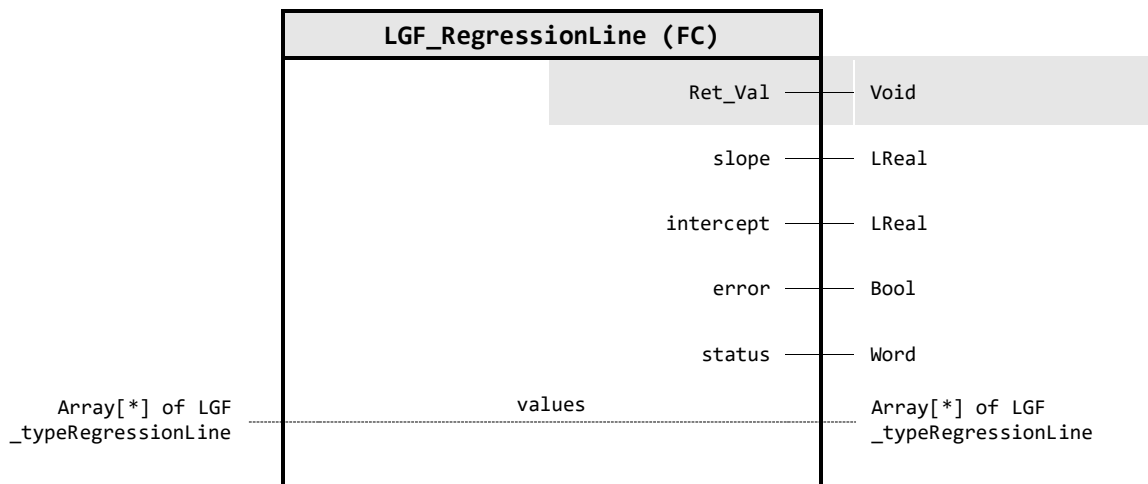 LGF_RegressionLine (FC)
Ret_Val Void
slope LReal
intercept LReal
error Bool
status Word
Array[*] of LGF values Array[*] of LGF
_typeRegressionLine _typeRegressionLine